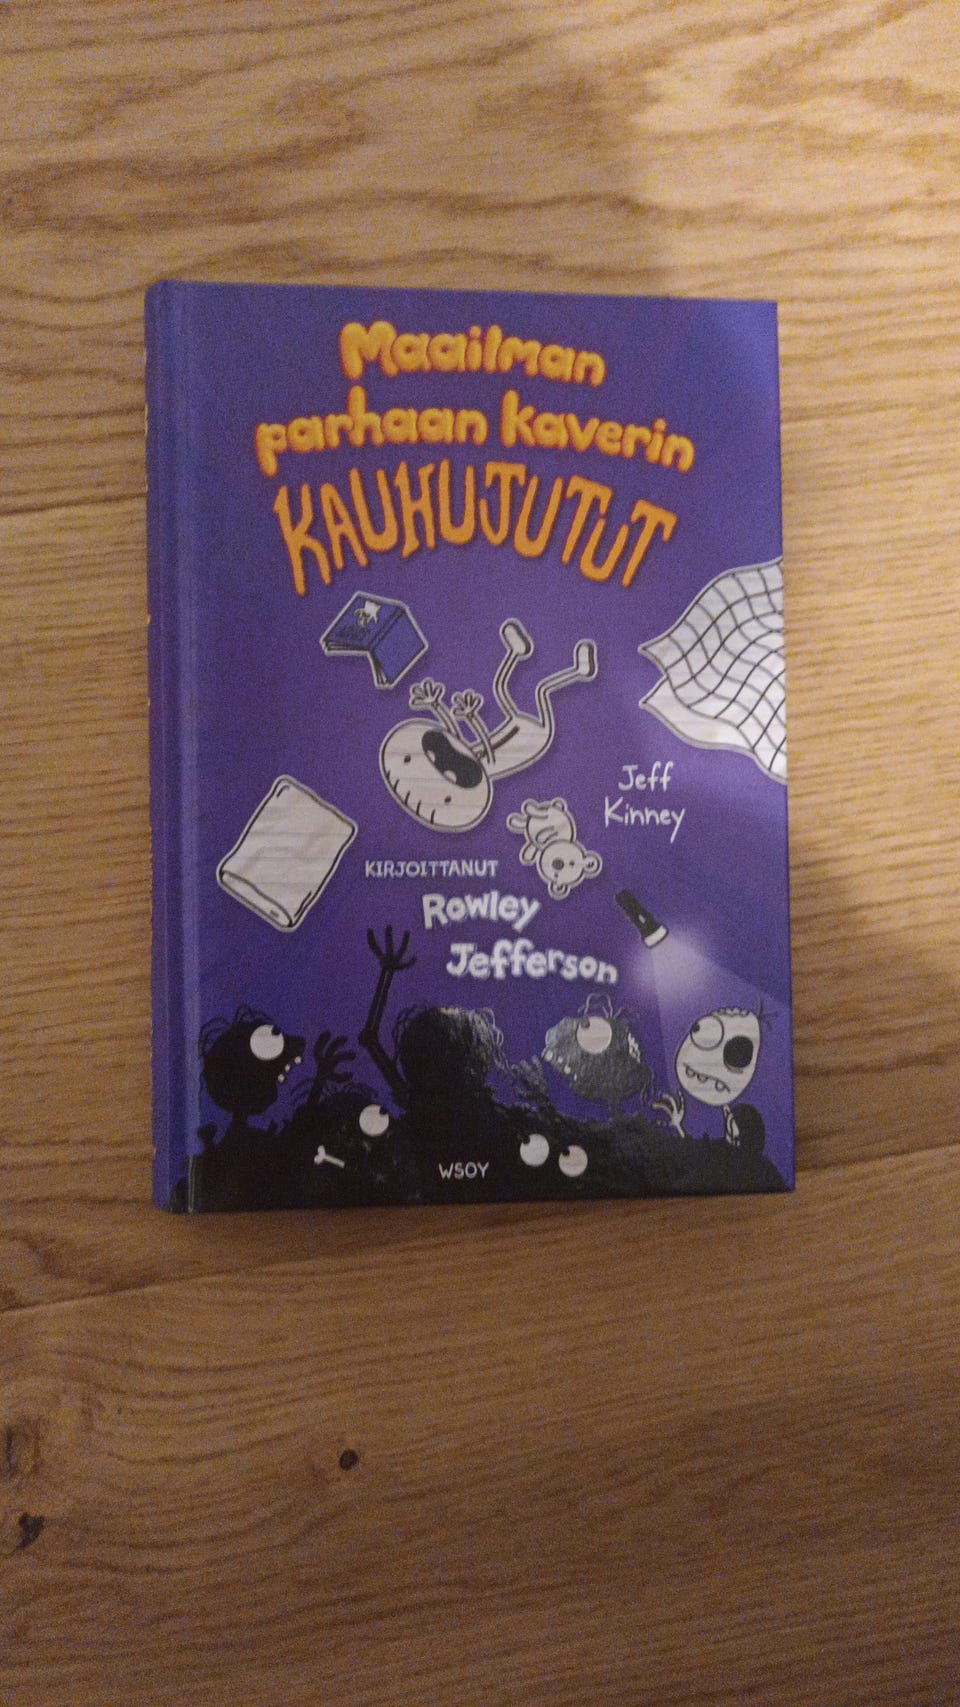 Maailman
parhaan kaverin
KAUHUJUTUT
Jeff
Kinney
KIRJOITTANUT
Rowley
Jefferson
WSOY